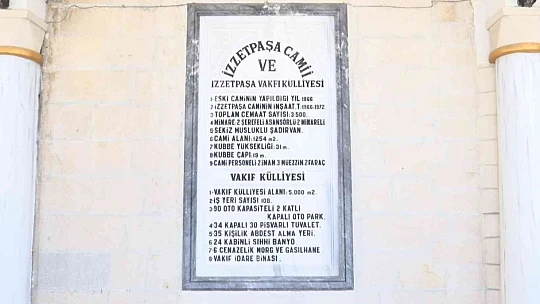 İZZETPAŞA CAMİİ
VE
İZZETPAŞA VAKFI KÜLLİYESİ
1-ESKİ CAMİNİN YAPILDIĞI YIL 1866
2-İZZETPAŞA CAMİNİN İNŞAAT.T.1966-1972
3-TOPLAM CEMAAT SAYISI: 3.500.
4-MİNARE 2 ŞEREFELİ ASANSÖRLÜ 2 MİNARELİ
5-SEKİZ MUSLUKLU ŞADIRVAN.
6-CAMİ ALANI: 1254 m2.
7-KUBBE YÜKSEKLİĞİ: 31 m.
8-KUBBE ÇAPI: 19 m.
9-CAMİ PERSONELİ 2 İMAM 3 MÜEZZİN 2 FARAÇ
VAKIF KÜLLİYESİ
1-VAKIF KÜLLİYESİ ALANI: 5.000 m2.
2-İŞ YERİ SAYISI 108.
3-90 OTO KAPASİTELİ 2 KATLI
KAPALI OTO PARK.
4-34 KAPALI 30 PİSVARLI TUVALET.
5-35 KİŞİLİK ABDEST ALMA YERİ.
6-24 KABİNLİ SIHHİ BANYO.
7-6 CENAZELİK MORG VE GASILHANE
8-VAKIF İDARE BİNASI.